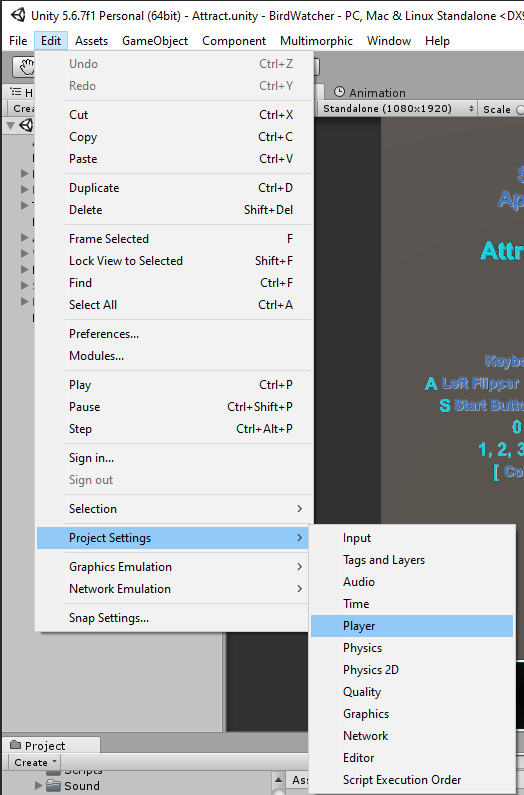 Unity 5.6.7f1 Personal (64bit) - Attract.unity - BirdWatcher - PC, Mac & Linux Standalone <DX9
File Edit Assets GameObject Component Multimorphic Window Help
Undo Ctrl+Z
Redo Ctrl+Y
Cut Ctrl+X
Copy Ctrl+C
Paste Ctrl+V
Duplicate Ctrl+D
Delete Shift+Del
Frame Selected F
Lock View to Selected Shift+F
Find Ctrl+F
Select All Ctrl+A
Preferences...
Modules...
Play Ctrl+P
Pause Ctrl+Shift+P
Step Ctrl+Alt+P
Sign in...
Sign out
Selection
Project Settings
Graphics Emulation
Network Emulation
Snap Settings...
Input
Tags and Layers
Audio
Time
Player
Physics
Physics 2D
Quality
Graphics
Network
Editor
Script Execution Order
H
Crea
Animation
Standalone (1080x1920) Scale
S
Ap
Attr
Keybo
A Left Flipper
S Start Butto
0
1, 2, 3
[ Co
Project
Create
Scripts
Sound
Ass